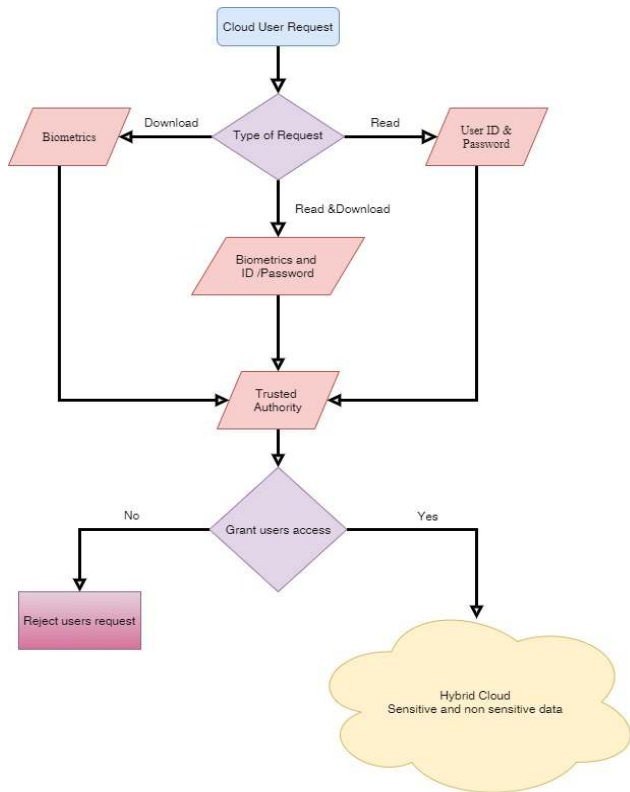 Cloud User Request
Download
Type of Request
Read
Biometrics
User ID &
Password
Read &Download
Biometrics and
ID /Password
Trusted
Authority
No
Grant users access
Yes
Reject users request
Hybrid Cloud
Sensitive and non sensitive data